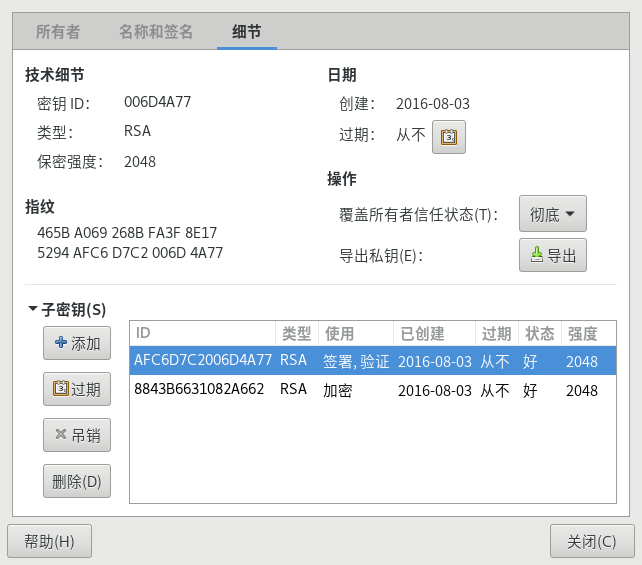 所有者 名称和签名 细节
技术细节
密钥 ID: 006D4A77
类型: RSA
保密强度: 2048
指纹
465B A069 268B FA3F 8E17
5294 AFC6 D7C2 006D 4A77
日期
创建: 2016-08-03
过期: 从不
操作
覆盖所有者信任状态(T): 彻底
导出私钥(E): 导出
子密钥(S)
添加
过期
吊销
删除(D)
ID 类型 使用 已创建 过期 状态 强度
AFC6D7C2006D4A77 RSA 签署, 验证 2016-08-03 从不 好 2048
8843B6631082A662 RSA 加密 2016-08-03 从不 好 2048
帮助(H) 关闭(C)